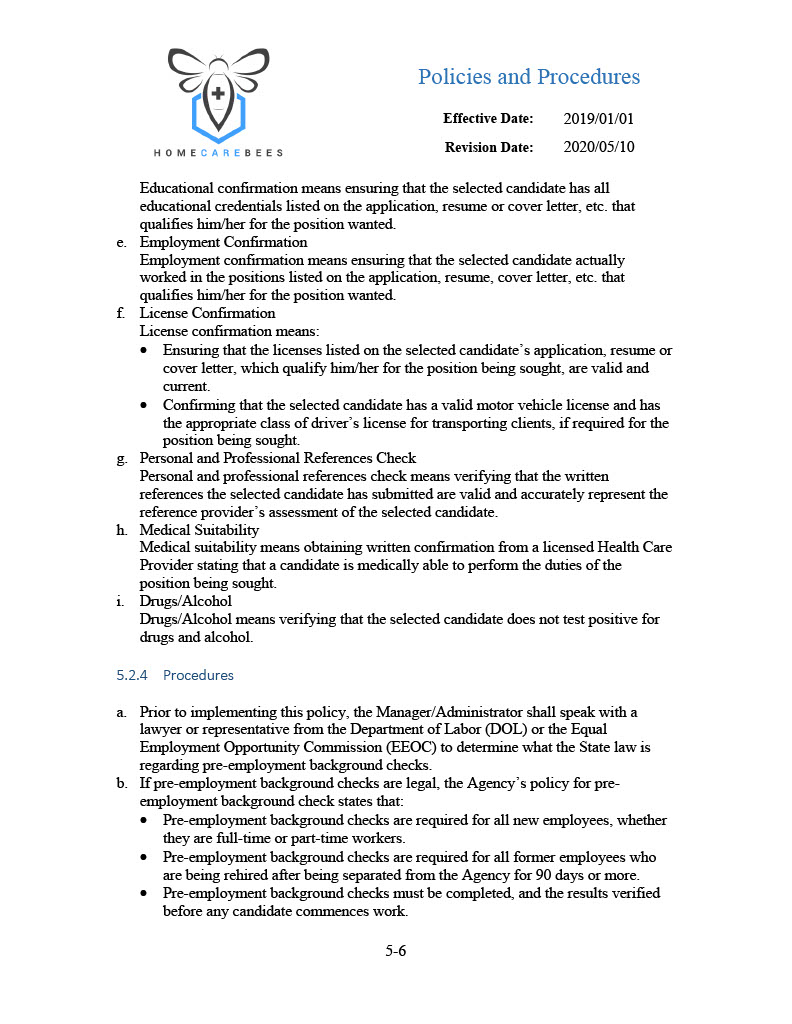 Policies and Procedures
Effective Date: 2019/01/01
Revision Date: 2020/05/10
HOMECAREBEES
Educational confirmation means ensuring that the selected candidate has all
educational credentials listed on the application, resume or cover letter, etc. that
qualifies him/her for the position wanted.
e. Employment Confirmation
Employment confirmation means ensuring that the selected candidate actually
worked in the positions listed on the application, resume, cover letter, etc. that
qualifies him/her for the position wanted.
f. License Confirmation
License confirmation means:
• Ensuring that the licenses listed on the selected candidate’s application, resume or
cover letter, which qualify him/her for the position being sought, are valid and
current.
• Confirming that the selected candidate has a valid motor vehicle license and has
the appropriate class of driver’s license for transporting clients, if required for the
position being sought.
g. Personal and Professional References Check
Personal and professional references check means verifying that the written
references the selected candidate has submitted are valid and accurately represent the
reference provider’s assessment of the selected candidate.
h. Medical Suitability
Medical suitability means obtaining written confirmation from a licensed Health Care
Provider stating that a candidate is medically able to perform the duties of the
position being sought.
i. Drugs/Alcohol
Drugs/Alcohol means verifying that the selected candidate does not test positive for
drugs and alcohol.
5.2.4 Procedures
a. Prior to implementing this policy, the Manager/Administrator shall speak with a
lawyer or representative from the Department of Labor (DOL) or the Equal
Employment Opportunity Commission (EEOC) to determine what the State law is
regarding pre-employment background checks.
b. If pre-employment background checks are legal, the Agency’s policy for pre-
employment background check states that:
• Pre-employment background checks are required for all new employees, whether
they are full-time or part-time workers.
• Pre-employment background checks are required for all former employees who
are being rehired after being separated from the Agency for 90 days or more.
• Pre-employment background checks must be completed, and the results verified
before any candidate commences work.
5-6